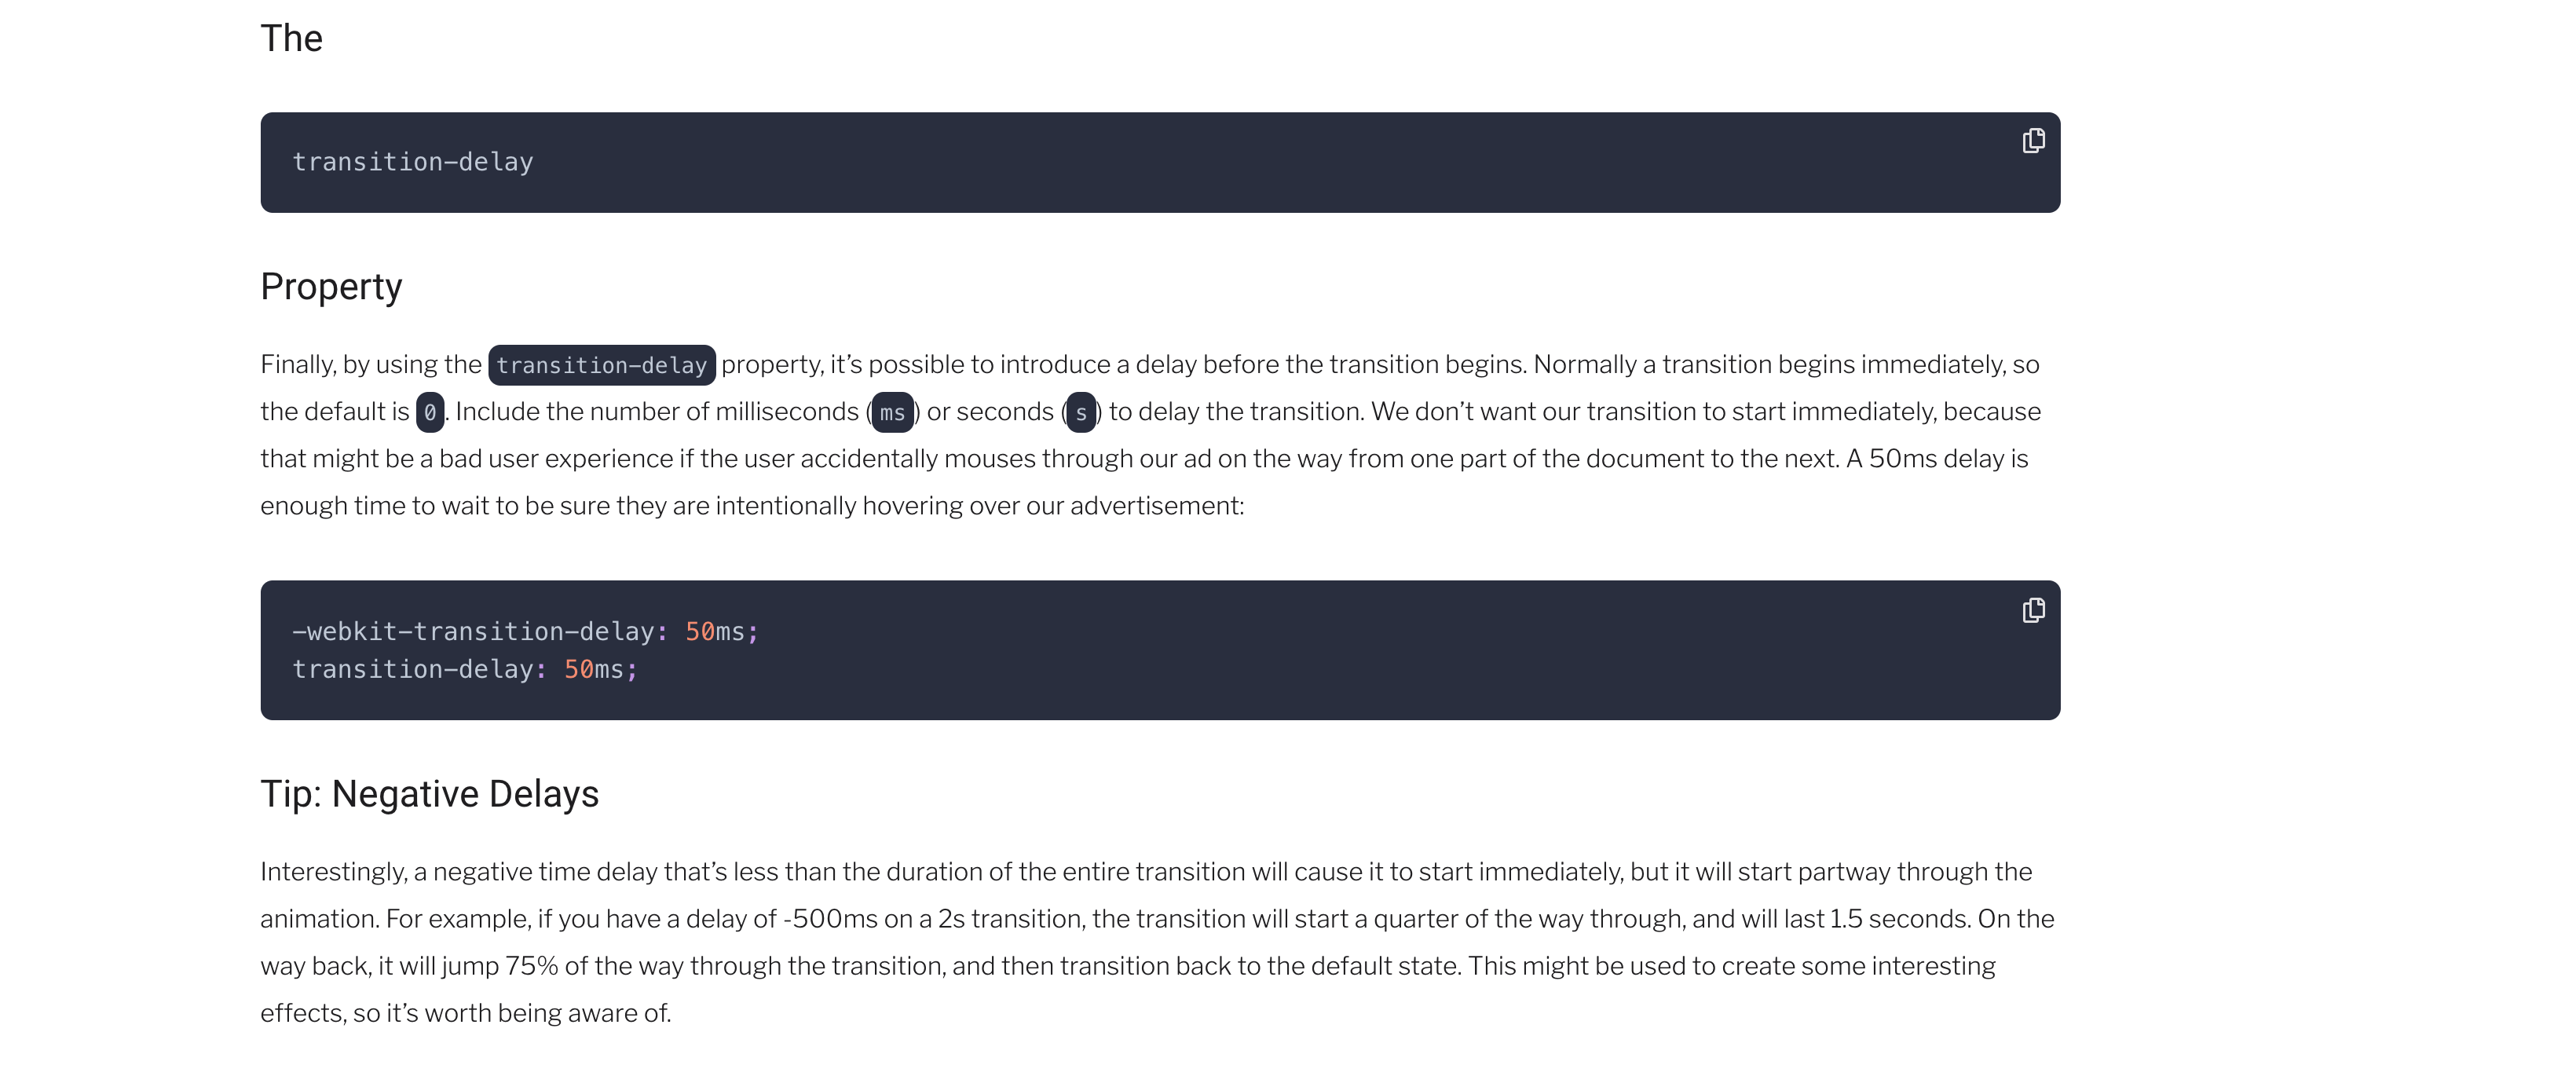 The
transition-delay
Property
Finally, by using the transition-delay property, it’s possible to introduce a delay before the transition begins. Normally a transition begins immediately, so
the default is 0. Include the number of milliseconds (ms) or seconds (s) to delay the transition. We don’t want our transition to start immediately, because
that might be a bad user experience if the user accidentally mouses through our ad on the way from one part of the document to the next. A 50ms delay is
enough time to wait to be sure they are intentionally hovering over our advertisement:
-webkit-transition-delay: 50ms;
transition-delay: 50ms;
Tip: Negative Delays
Interestingly, a negative time delay that’s less than the duration of the entire transition will cause it to start immediately, but it will start partway through the
animation. For example, if you have a delay of -500ms on a 2s transition, the transition will start a quarter of the way through, and will last 1.5 seconds. On the
way back, it will jump 75% of the way through the transition, and then transition back to the default state. This might be used to create some interesting
effects, so it’s worth being aware of.